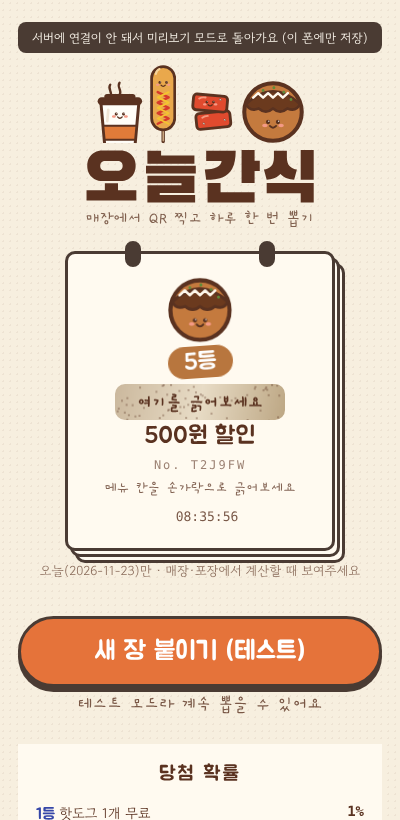 서버에 연결이 안 돼서 미리보기 모드로 돌아가요 (이 폰에만 저장)
오늘간식
매장에서 QR 찍고 하루 한 번 뽑기
5등
여기를 긁어보세요
500원 할인
No. T2J9FW
메뉴 칸을 손가락으로 긁어보세요
08:35:56
오늘(2026-11-23)만 · 매장·포장에서 계산할 때 보여주세요
새 장 붙이기 (테스트)
테스트 모드라 계속 뽑을 수 있어요
당첨 확률
1등 핫도그 1개 무료 1%